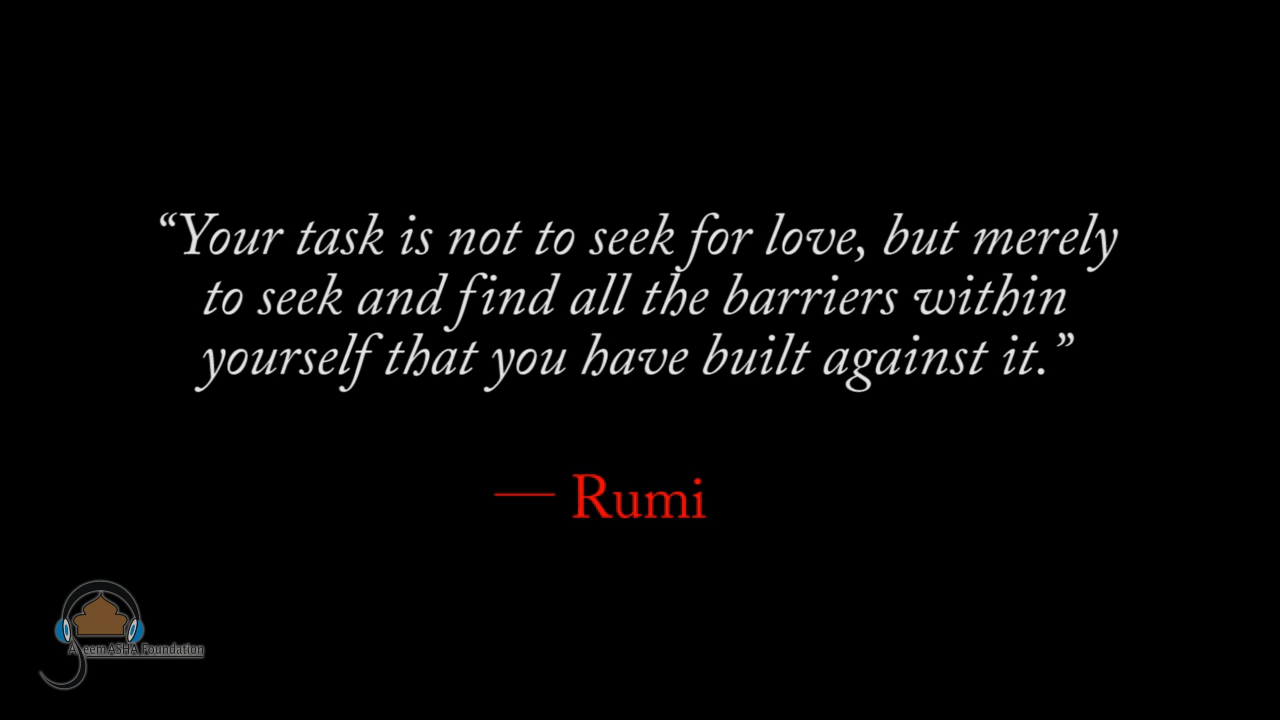 “Your task is not to seek for love, but merely
to seek and find all the barriers within
yourself that you have built against it.”
— Rumi
ASHA Foundation